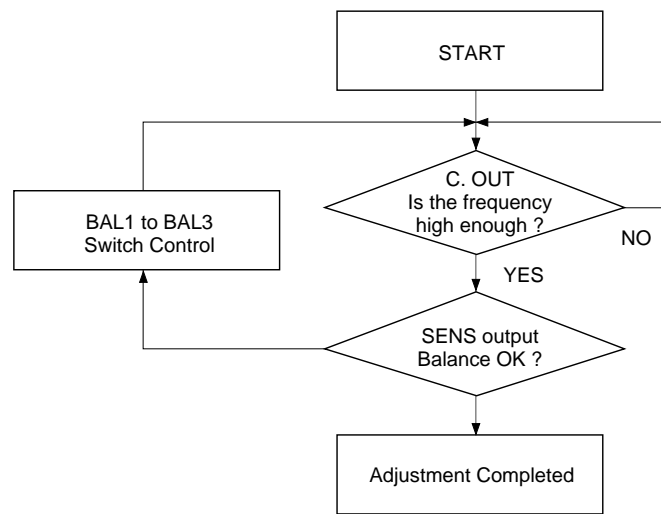 START
C. OUT
Is the frequency
high enough ?
NO
BAL1 to BAL3
Switch Control
YES
SENS output
Balance OK ?
Adjustment Completed